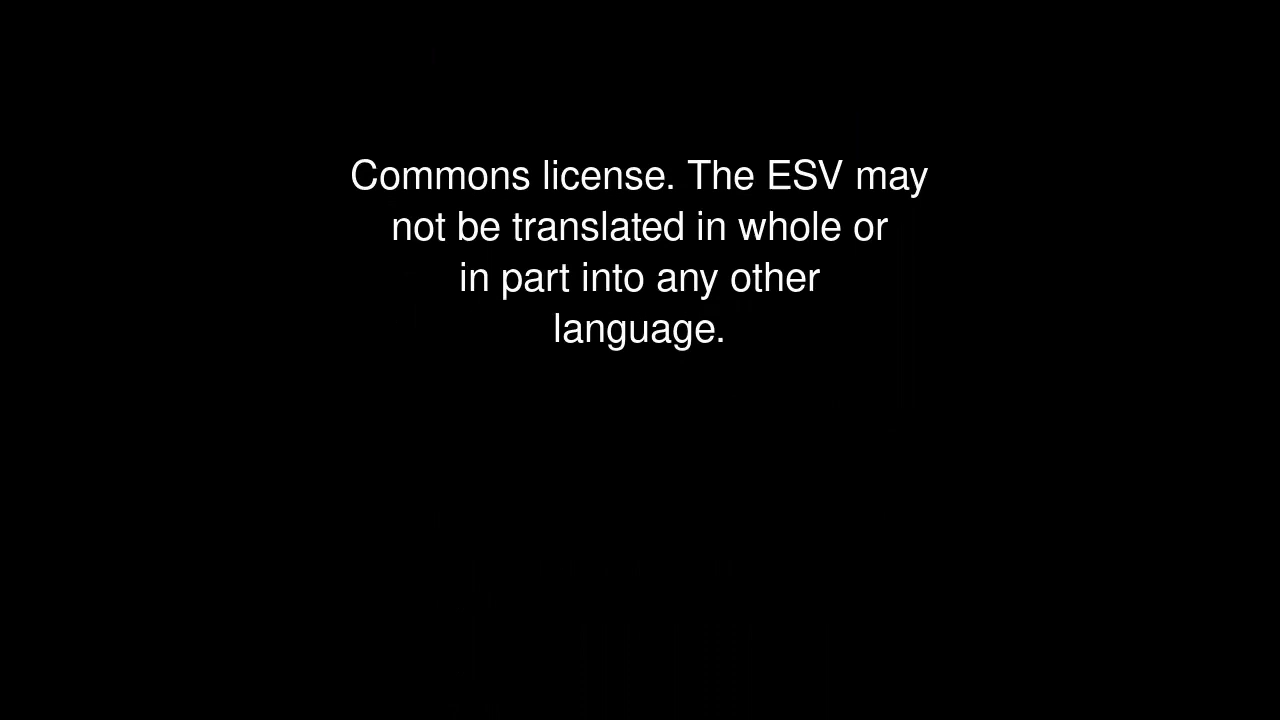 Commons license. The ESV may
not be translated in whole or
in part into any other
language.